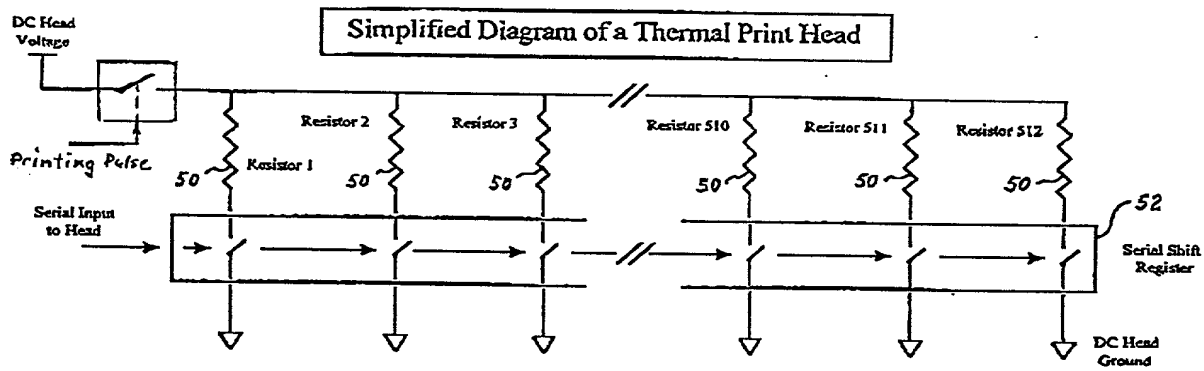 Simplified Diagram of a Thermal Print Head
DC Head
Voltage
Printing Pulse
Resistor 1
Resistor 2
Resistor 3
Resistor 510
Resistor 511
Resistor 512
50
50
50
50
50
50
52
Serial Input
to Head
Serial Shift
Register
DC Head
Ground